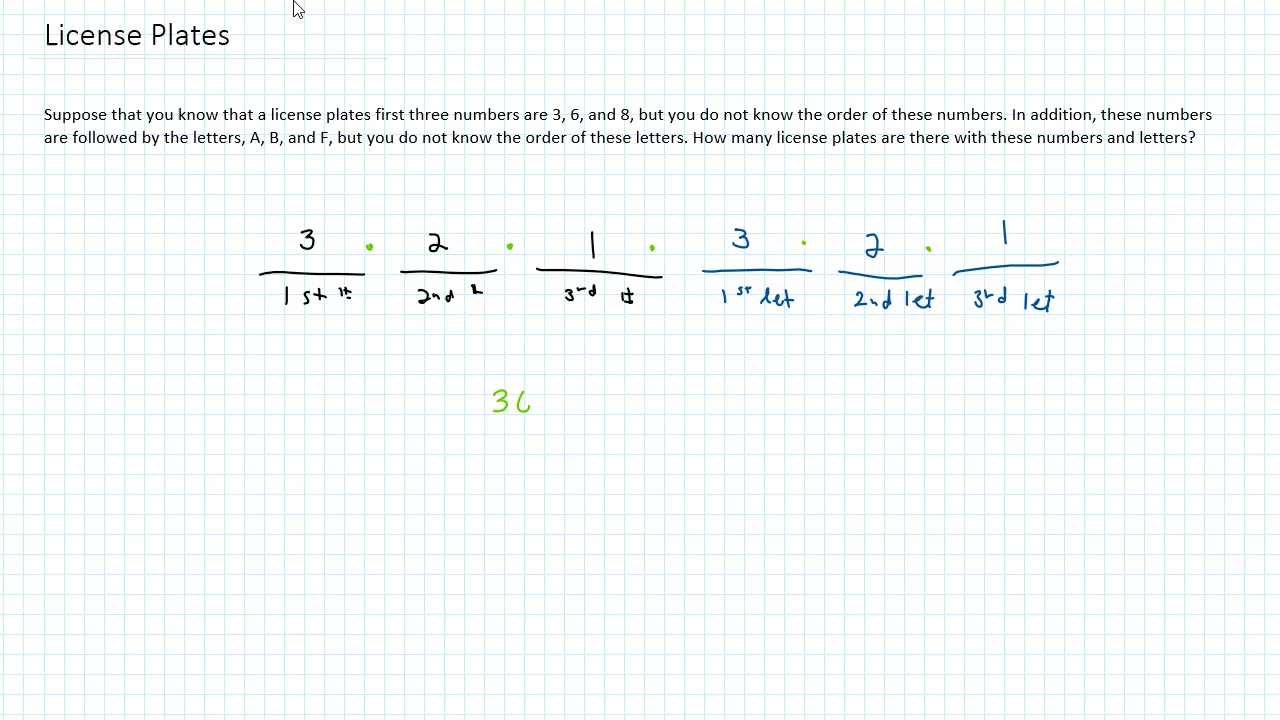 License Plates
Suppose that you know that a license plates first three numbers are 3, 6, and 8, but you do not know the order of these numbers. In addition, these numbers
are followed by the letters, A, B, and F, but you do not know the order of these letters. How many license plates are there with these numbers and letters?
3 · 2 · 1 · 3 · 2 · 1
1st 2nd 3rd 1st let 2nd let 3rd let
3